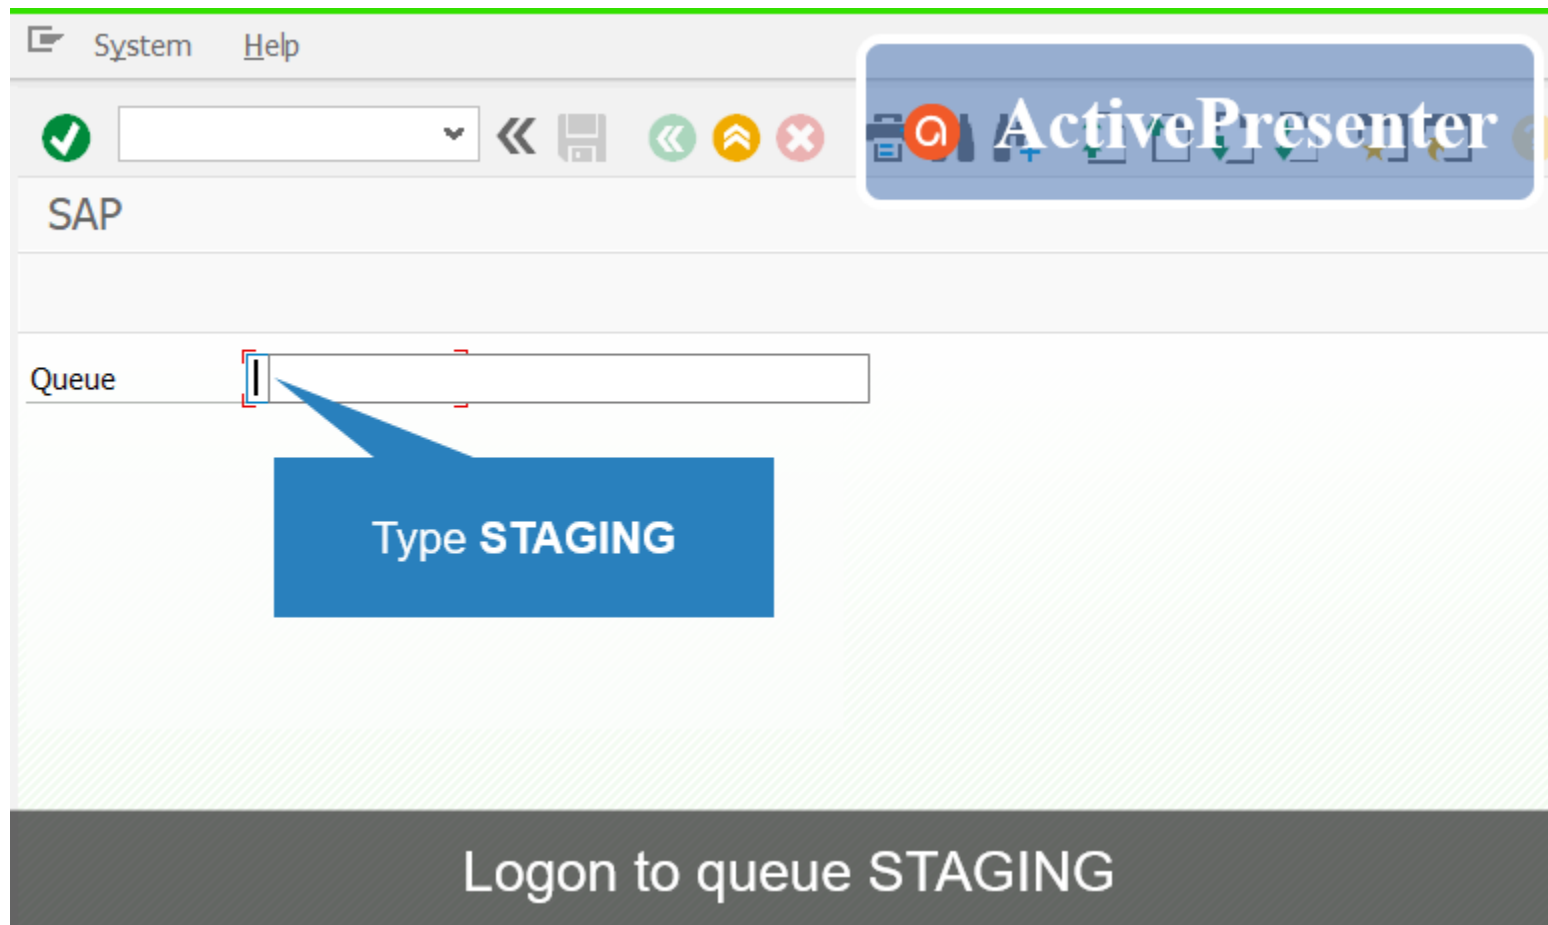 System Help
ActivePresenter
SAP
Queue
Type STAGING
Logon to queue STAGING